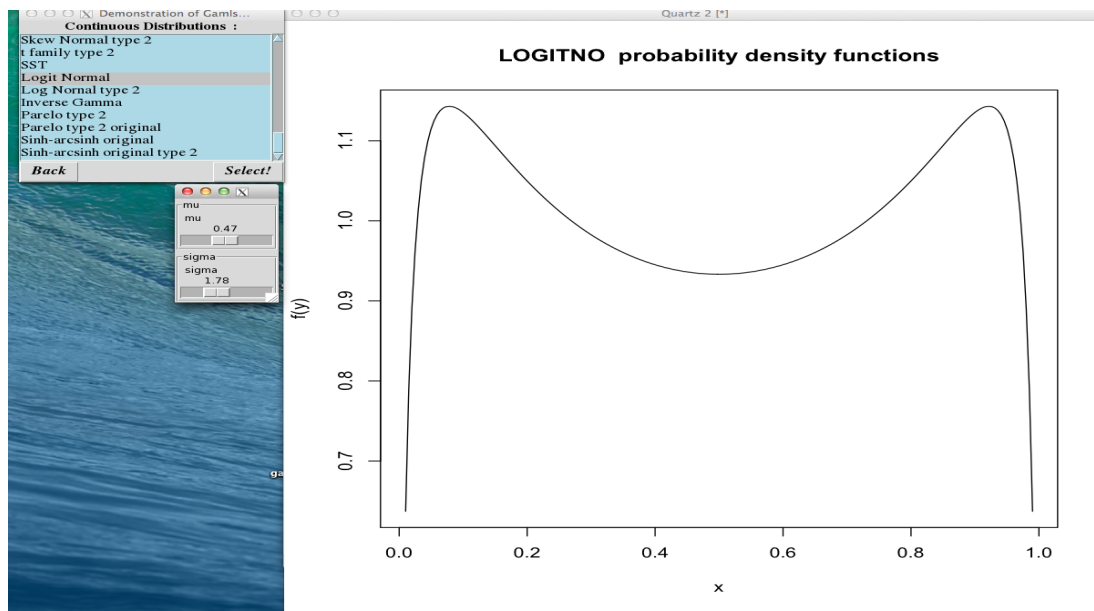 Demonstration of Gamls...
Continuous Distributions :
Skew Normal type 2
t family type 2
SST
Logit Normal
Log Nornal type 2
Inverse Gamma
Parelo type 2
Parelo type 2 original
Sinh-arcsinh original
Sinh-arcsinh original type 2
Back Select!
mu
mu
0.47
sigma
sigma
1.78
ga
Quartz 2 [*]
LOGITNO probability density functions
f(y)
1.1
1.0
0.9
0.8
0.7
0.0 0.2 0.4 0.6 0.8 1.0
x